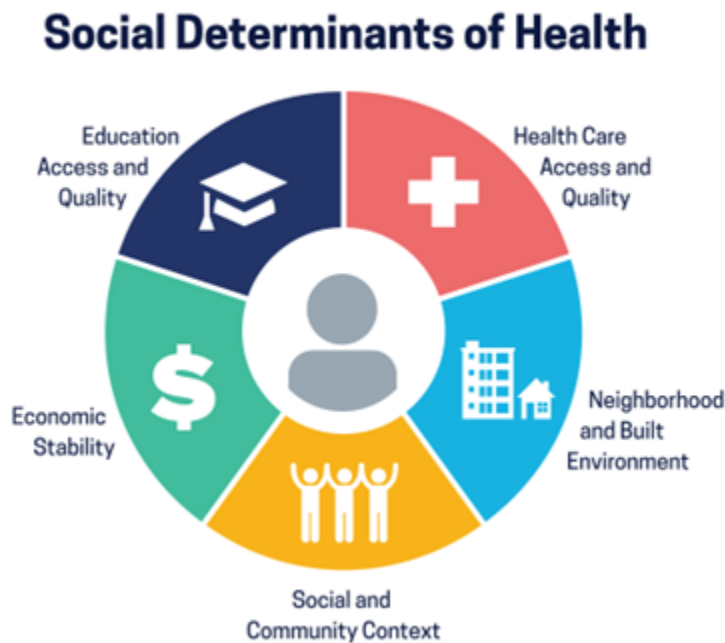 Social Determinants of Health
Education
Access and
Quality
Health Care
Access and
Quality
Economic
Stability
$
Neighborhood
and Built
Environment
Social and
Community Context